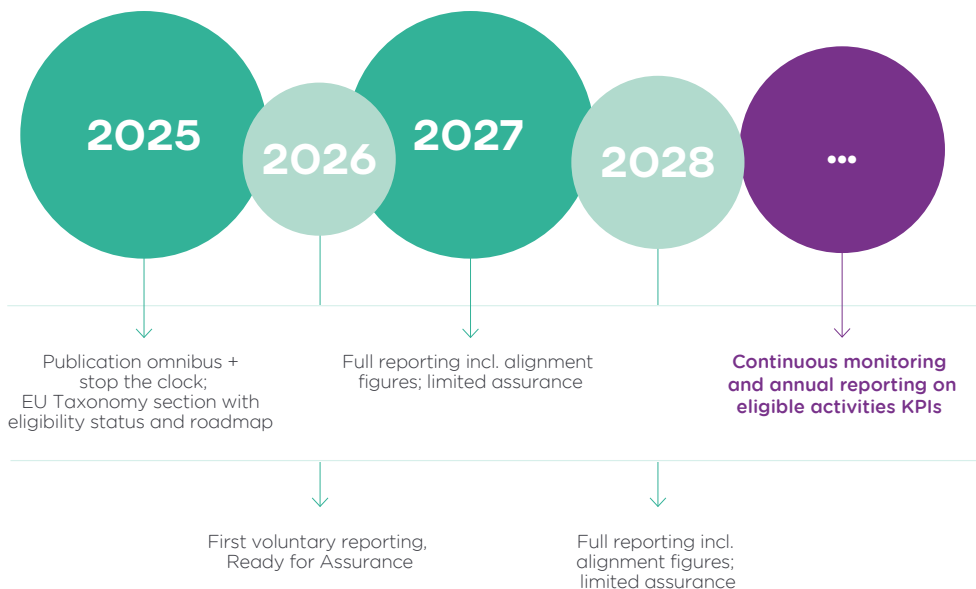 2025
2026
2027
2028
...
Publication omnibus +
stop the clock;
EU Taxonomy section with
eligibility status and roadmap
Full reporting incl. alignment
figures; limited assurance
Continuous monitoring
and annual reporting on
eligible activities KPIs
First voluntary reporting,
Ready for Assurance
Full reporting incl.
alignment figures;
limited assurance